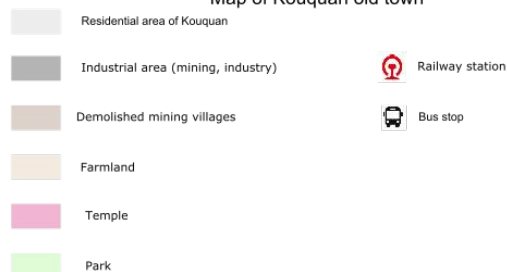 Map of Kouquan old town
Residential area of Kouquan
Industrial area (mining, industry)
Railway station
Demolished mining villages
Bus stop
Farmland
Temple
Park